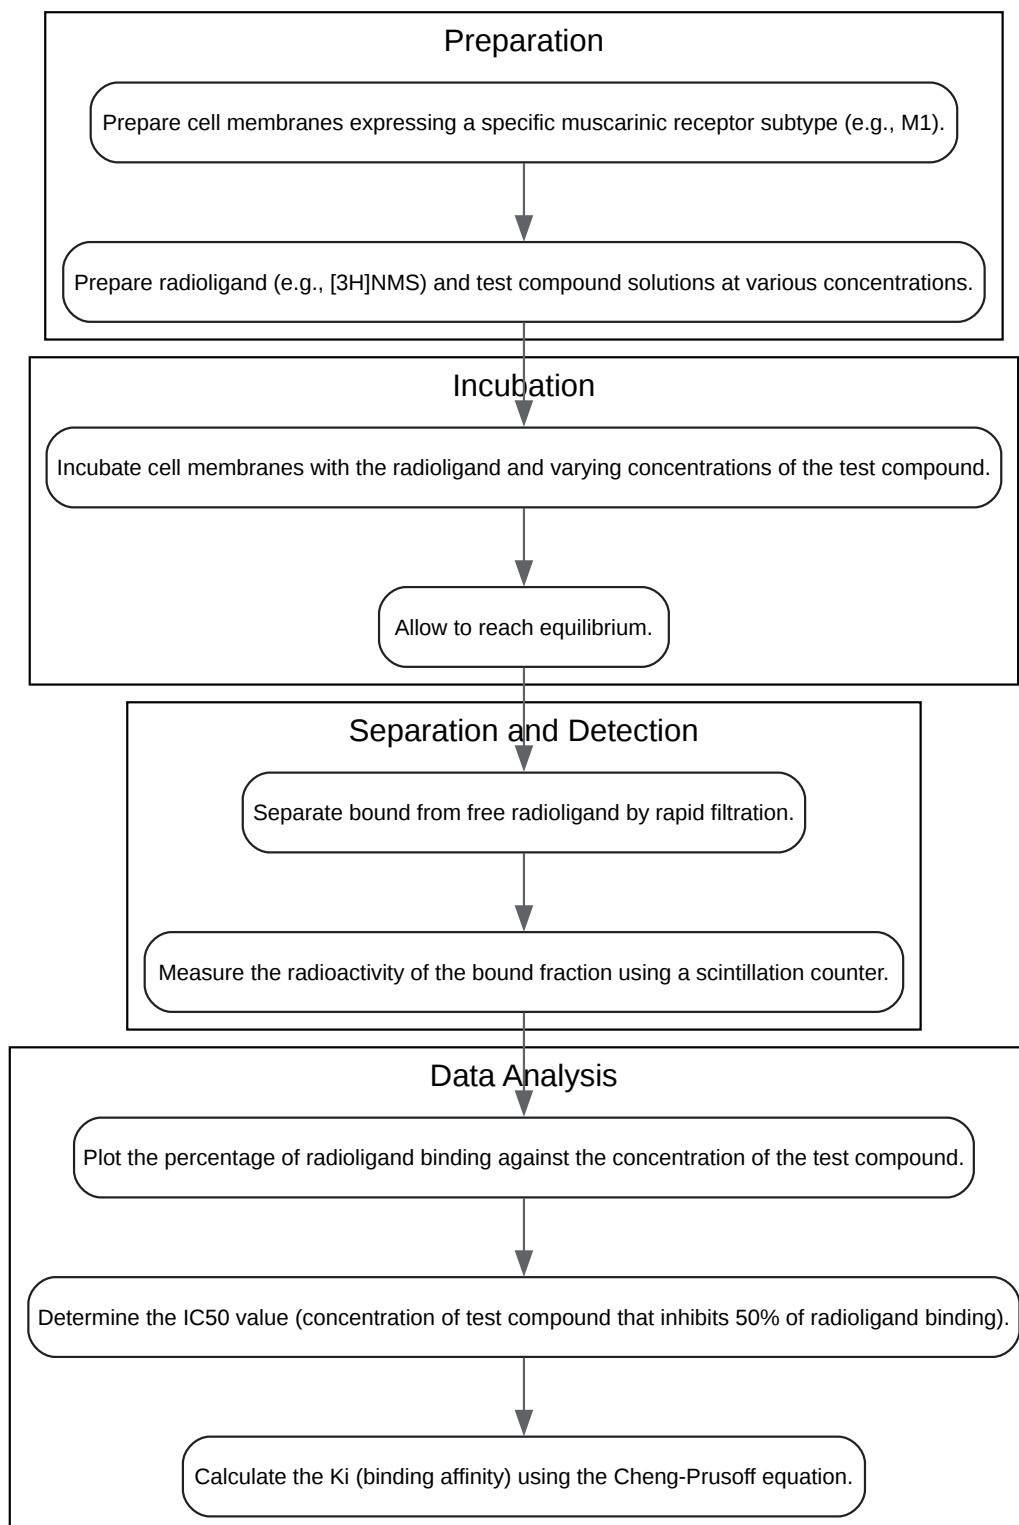 Preparation
Prepare cell membranes expressing a specific muscarinic receptor subtype (e.g., M1).
Prepare radioligand (e.g., [3H]NMS) and test compound solutions at various concentrations.
Incubation
Incubate cell membranes with the radioligand and varying concentrations of the test compound.
Allow to reach equilibrium.
Separation and Detection
Separate bound from free radioligand by rapid filtration.
Measure the radioactivity of the bound fraction using a scintillation counter.
Data Analysis
Plot the percentage of radioligand binding against the concentration of the test compound.
Determine the IC50 value (concentration of test compound that inhibits 50% of radioligand binding).
Calculate the Ki (binding affinity) using the Cheng-Prusoff equation.